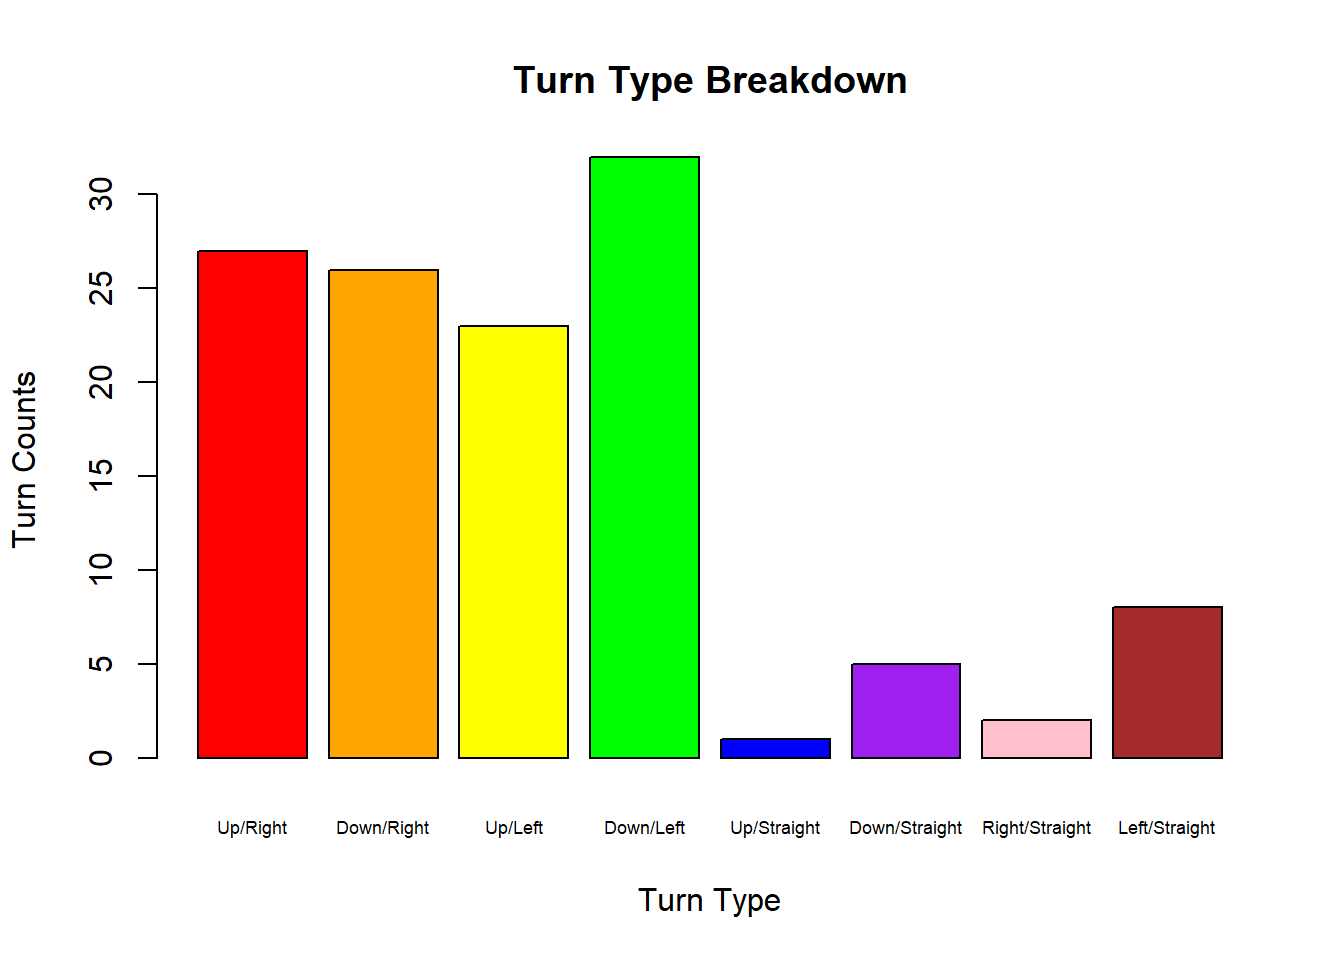 Turn Type Breakdown
Turn Counts
30
25
20
15
10
5
0
Up/Right Down/Right Up/Left Down/Left Up/Straight Down/Straight Right/Straight Left/Straight
Turn Type